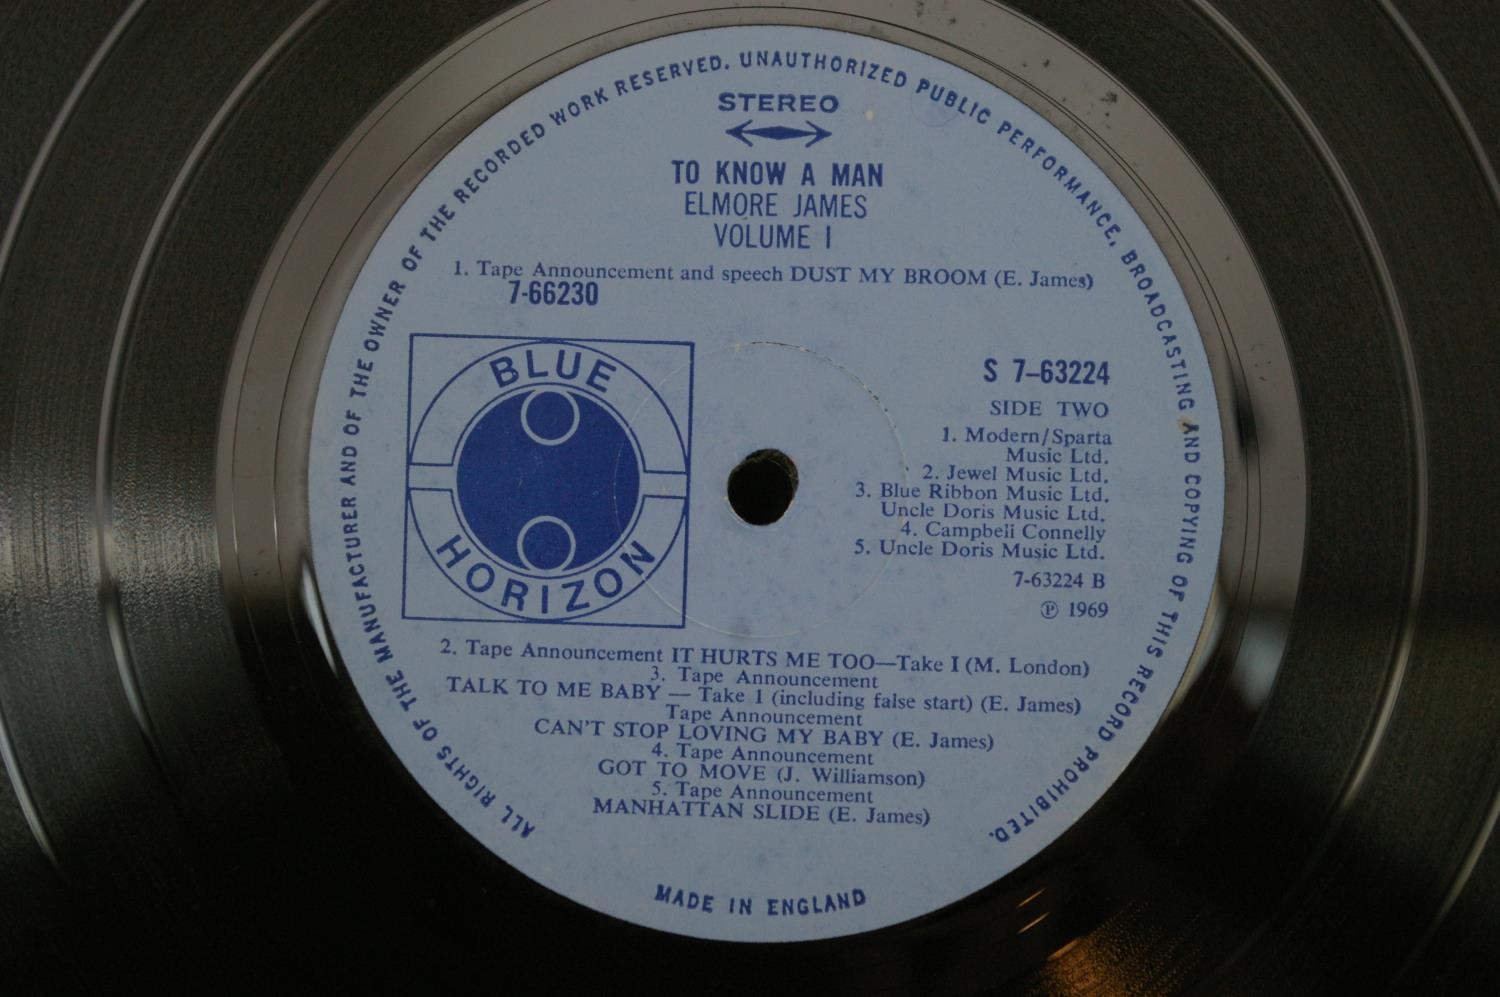 ALL RIGHTS OF THE MANUFACTURER AND OF THE OWNER OF THE RECORDED WORK RESERVED. UNAUTHORIZED PUBLIC PERFORMANCE, BROADCASTING AND COPYING OF THIS RECORD PROHIBITED.
STEREO
TO KNOW A MAN
ELMORE JAMES
VOLUME I
1. Tape Announcement and speech DUST MY BROOM (E. James)
7-66230
BLUE
HORIZON
S 7-63224
SIDE TWO
1. Modern/Sparta
Music Ltd.
2. Jewel Music Ltd.
3. Blue Ribbon Music Ltd.
Uncle Doris Music Ltd.
4. Campbell Connelly
5. Uncle Doris Music Ltd.
7-63224 B
Ⓟ 1969
2. Tape Announcement IT HURTS ME TOO—Take I (M. London)
3. Tape Announcement
TALK TO ME BABY — Take 1 (including false start) (E. James)
Tape Announcement
CAN'T STOP LOVING MY BABY (E. James)
4. Tape Announcement
GOT TO MOVE (J. Williamson)
5. Tape Announcement
MANHATTAN SLIDE (E. James)
MADE IN ENGLAND